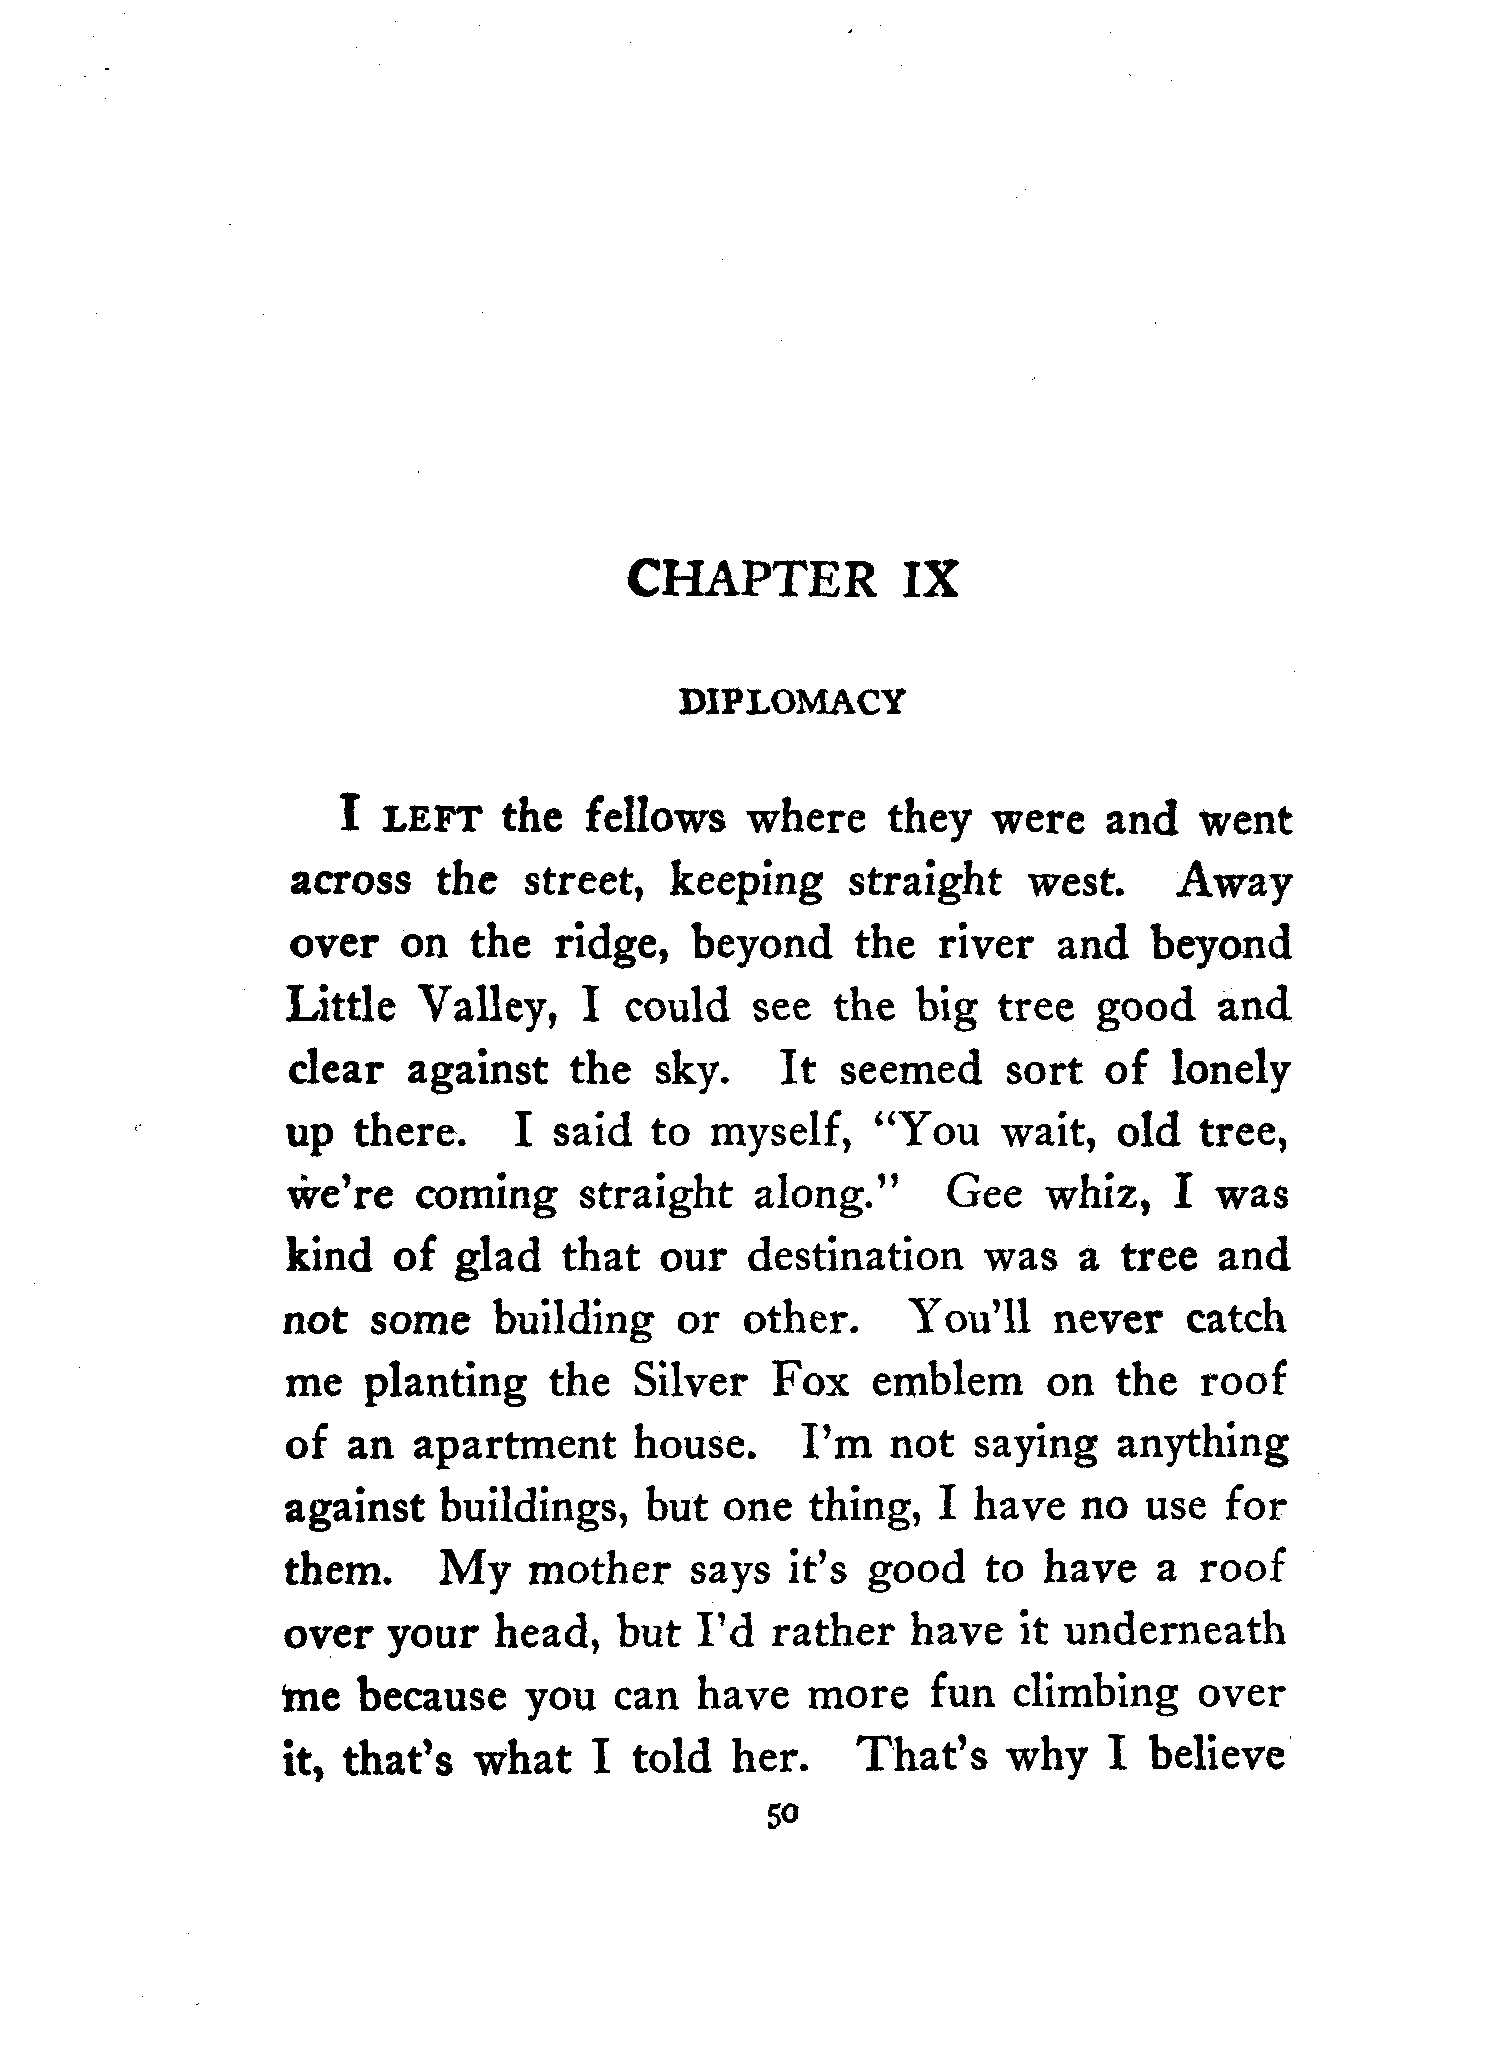 CHAPTER IX
DIPLOMACY
I LEFT the fellows where they were and went
across the street, keeping straight west. Away
over on the ridge, beyond the river and beyond
Little Valley, I could see the big tree good and
clear against the sky. It seemed sort of lonely
up there. I said to myself, “You wait, old tree,
we’re coming straight along.” Gee whiz, I was
kind of glad that our destination was a tree and
not some building or other. You’ll never catch
me planting the Silver Fox emblem on the roof
of an apartment house. I’m not saying anything
against buildings, but one thing, I have no use for
them. My mother says it’s good to have a roof
over your head, but I’d rather have it underneath
me because you can have more fun climbing over
it, that’s what I told her. That’s why I believe
50